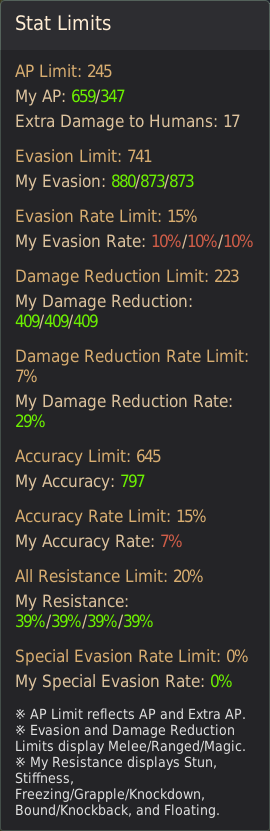 Stat Limits
AP Limit: 245
My AP: 659/347
Extra Damage to Humans: 17
Evasion Limit: 741
My Evasion: 880/873/873
Evasion Rate Limit: 15%
My Evasion Rate: 10%/10%/10%
Damage Reduction Limit: 223
My Damage Reduction:
409/409/409
Damage Reduction Rate Limit:
7%
My Damage Reduction Rate:
29%
Accuracy Limit: 645
My Accuracy: 797
Accuracy Rate Limit: 15%
My Accuracy Rate: 7%
All Resistance Limit: 20%
My Resistance:
39%/39%/39%/39%
Special Evasion Rate Limit: 0%
My Special Evasion Rate: 0%
※ AP Limit reflects AP and Extra AP.
※ Evasion and Damage Reduction
Limits display Melee/Ranged/Magic.
※ My Resistance displays Stun,
Stiffness,
Freezing/Grapple/Knockdown,
Bound/Knockback, and Floating.